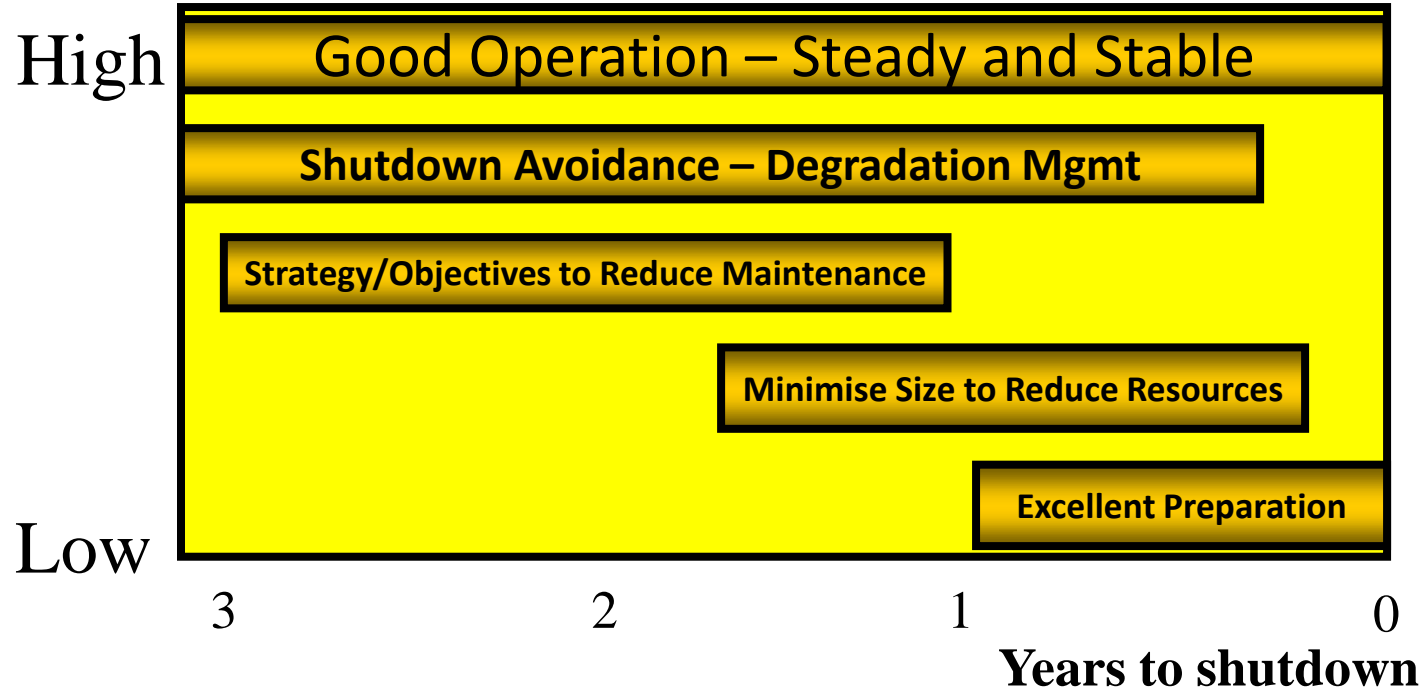 High
Good Operation – Steady and Stable
Shutdown Avoidance – Degradation Mgmt
Strategy/Objectives to Reduce Maintenance
Minimise Size to Reduce Resources
Excellent Preparation
Low
3 2 1 0
Years to shutdown